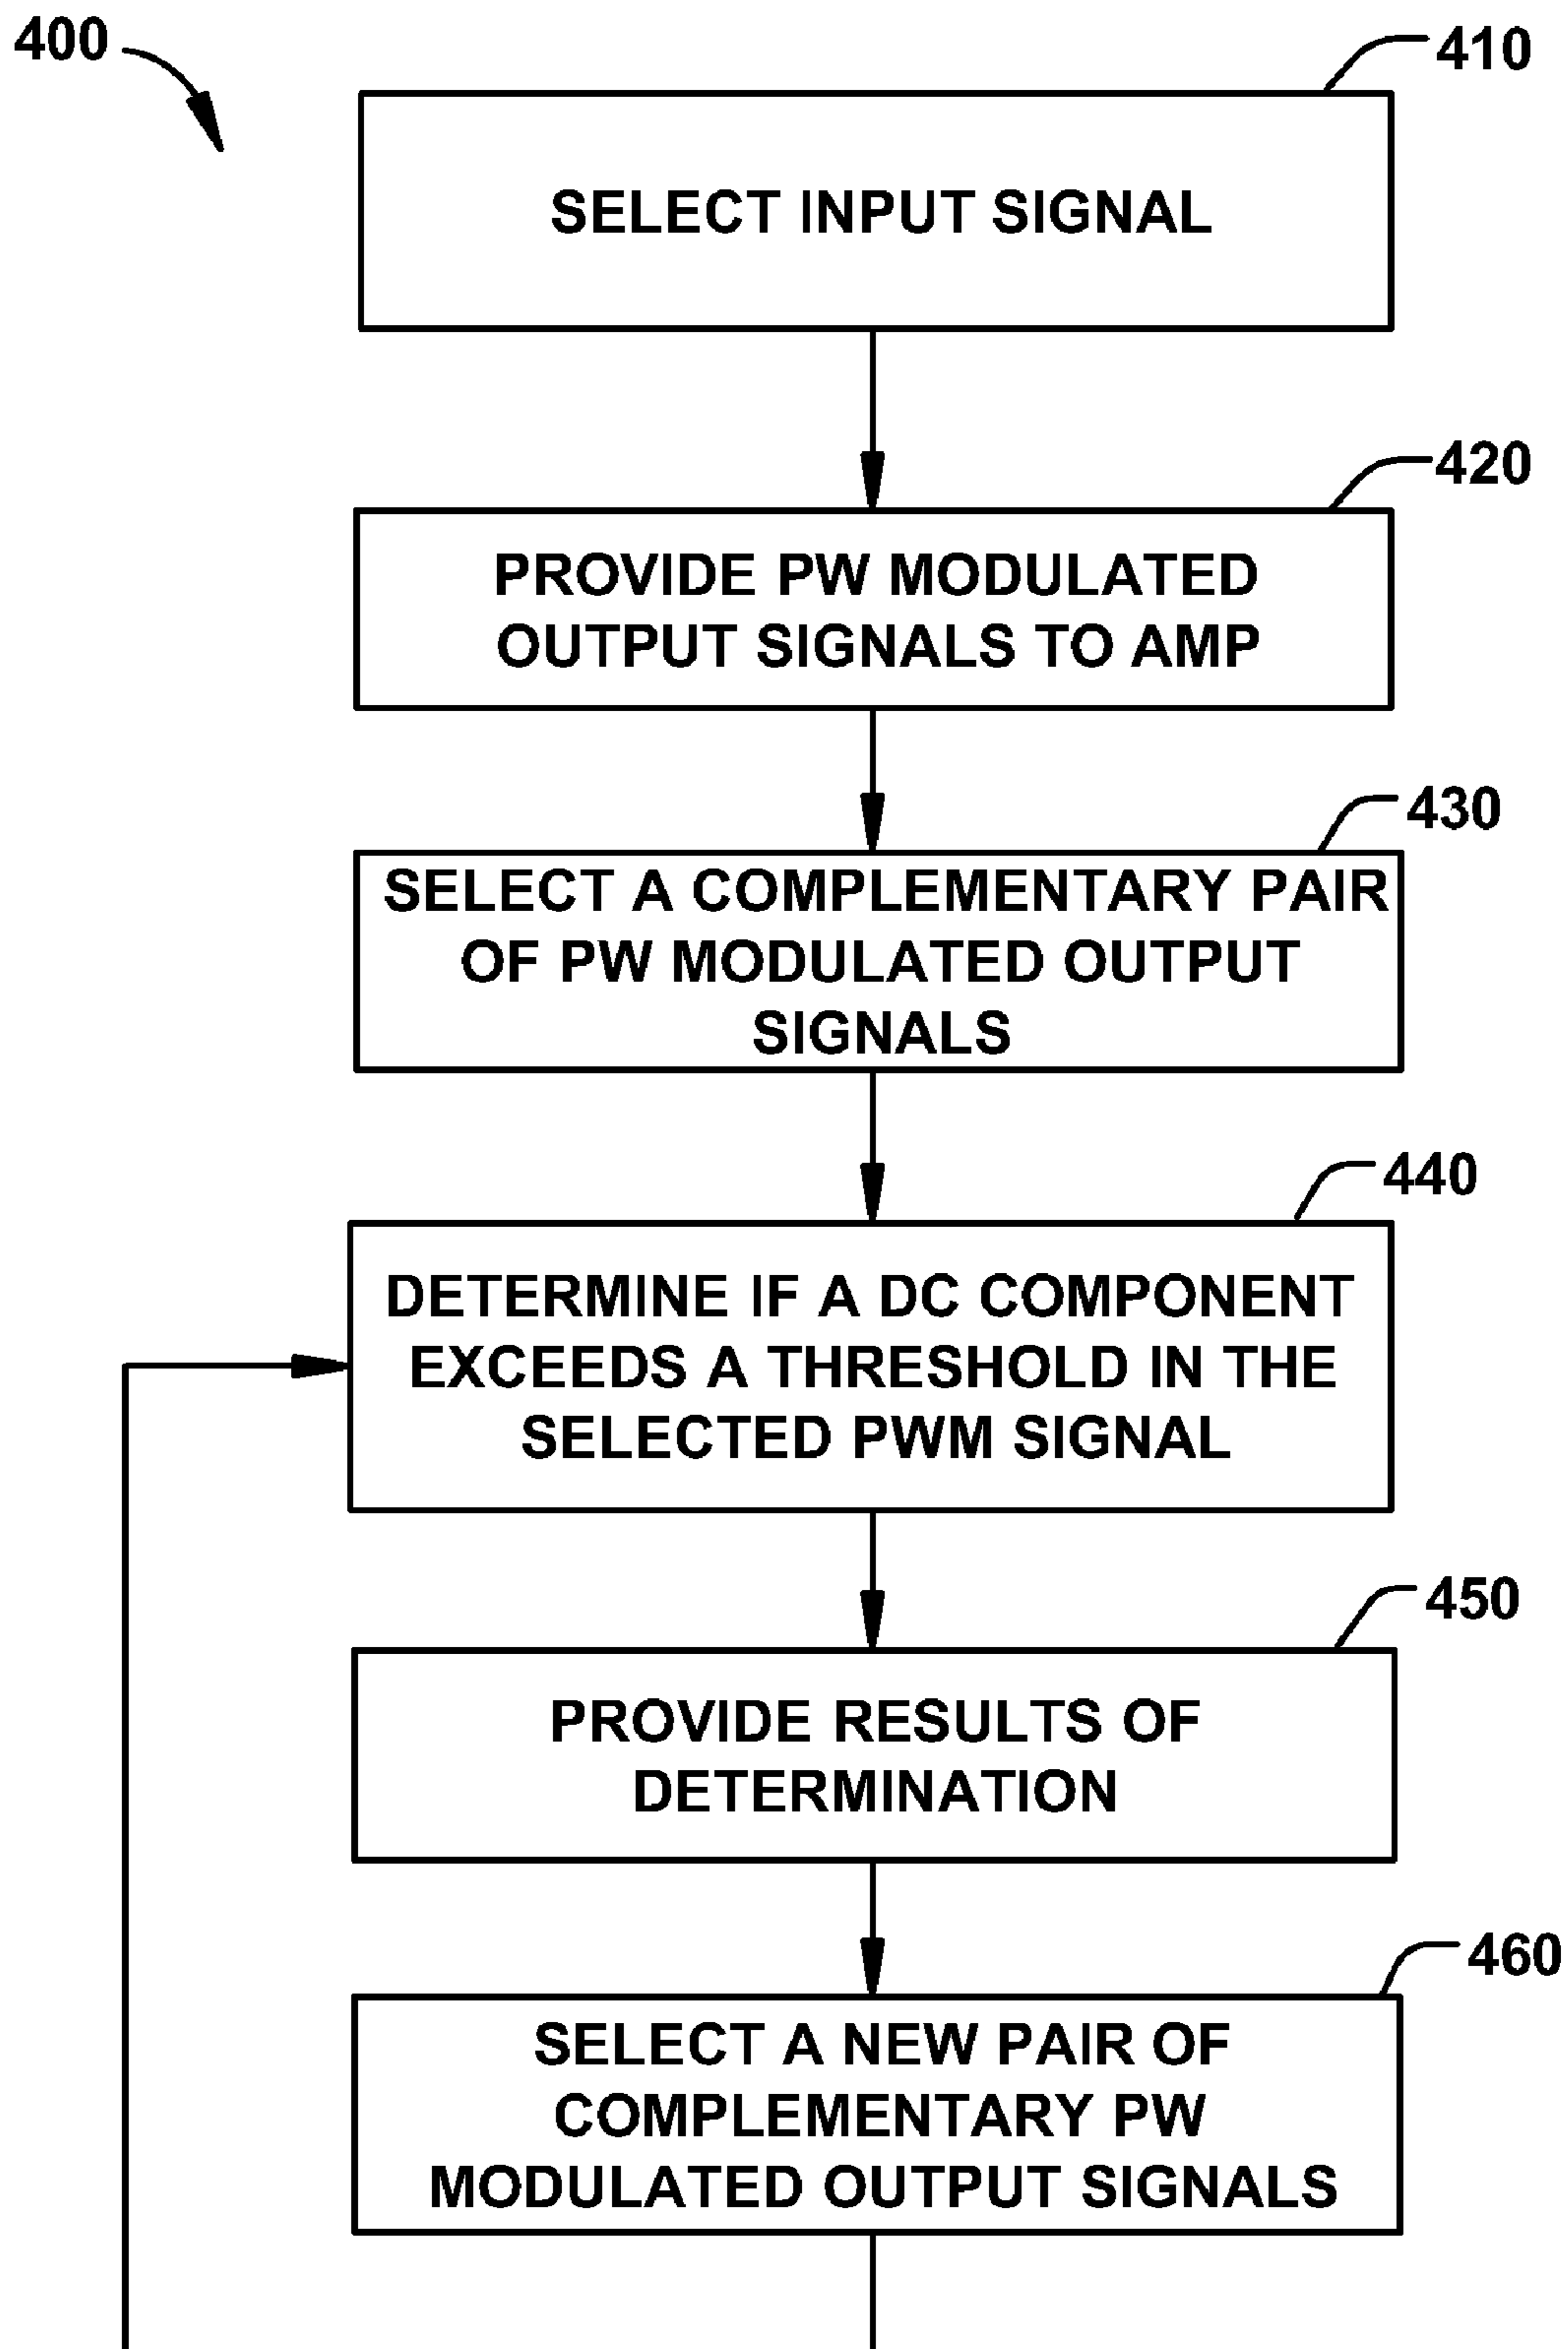 400
410
SELECT INPUT SIGNAL
420
PROVIDE PW MODULATED
OUTPUT SIGNALS TO AMP
430
SELECT A COMPLEMENTARY PAIR
OF PW MODULATED OUTPUT
SIGNALS
440
DETERMINE IF A DC COMPONENT
EXCEEDS A THRESHOLD IN THE
SELECTED PWM SIGNAL
450
PROVIDE RESULTS OF
DETERMINATION
460
SELECT A NEW PAIR OF
COMPLEMENTARY PW
MODULATED OUTPUT SIGNALS